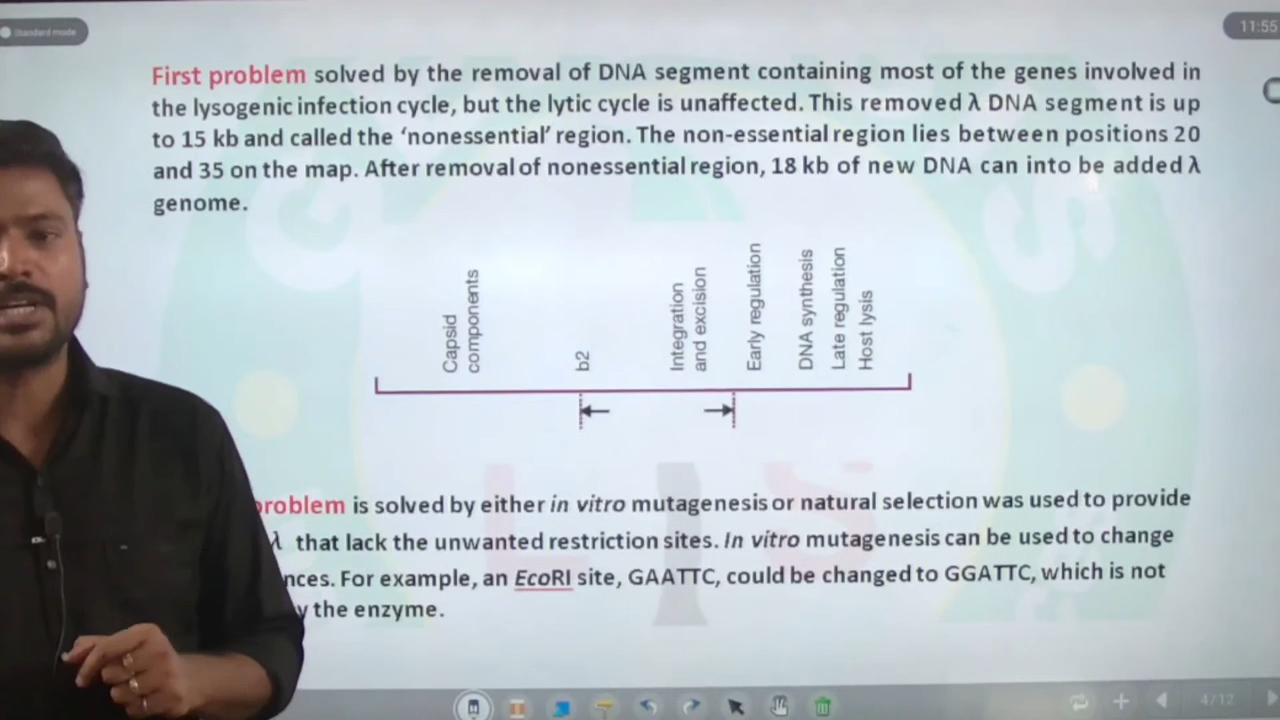 Standard mode
11:55
First problem solved by the removal of DNA segment containing most of the genes involved in
the lysogenic infection cycle, but the lytic cycle is unaffected. This removed λ DNA segment is up
to 15 kb and called the ‘nonessential’ region. The non-essential region lies between positions 20
and 35 on the map. After removal of nonessential region, 18 kb of new DNA can into be added λ
genome.
Capsid
components
b2
Integration
and excision
Early regulation
DNA synthesis
Late regulation
Host lysis
problem is solved by either in vitro mutagenesis or natural selection was used to provide
λ that lack the unwanted restriction sites. In vitro mutagenesis can be used to change
For example, an EcoRI site, GAATTC, could be changed to GGATTC, which is not
the enzyme.
4/12